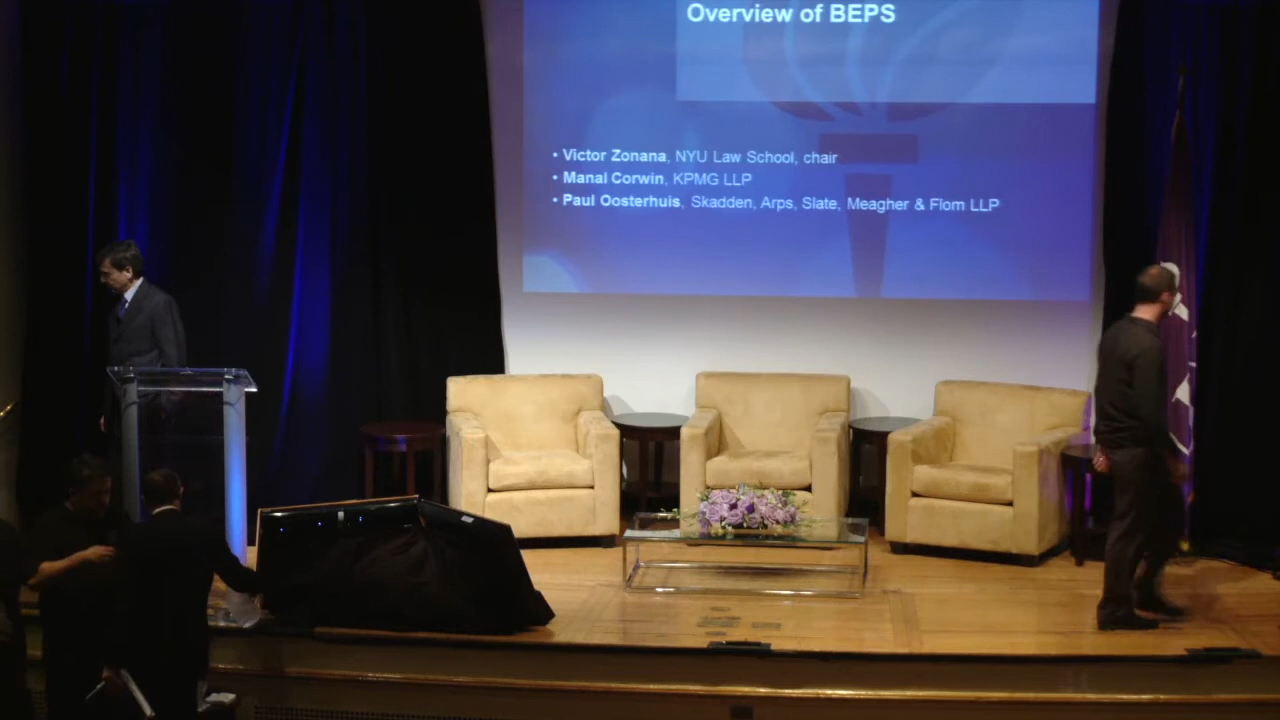 Overview of BEPS
• Victor Zonana, NYU Law School, chair
• Manal Corwin, KPMG LLP
• Paul Oosterhuis, Skadden, Arps, Slate, Meagher & Flom LLP